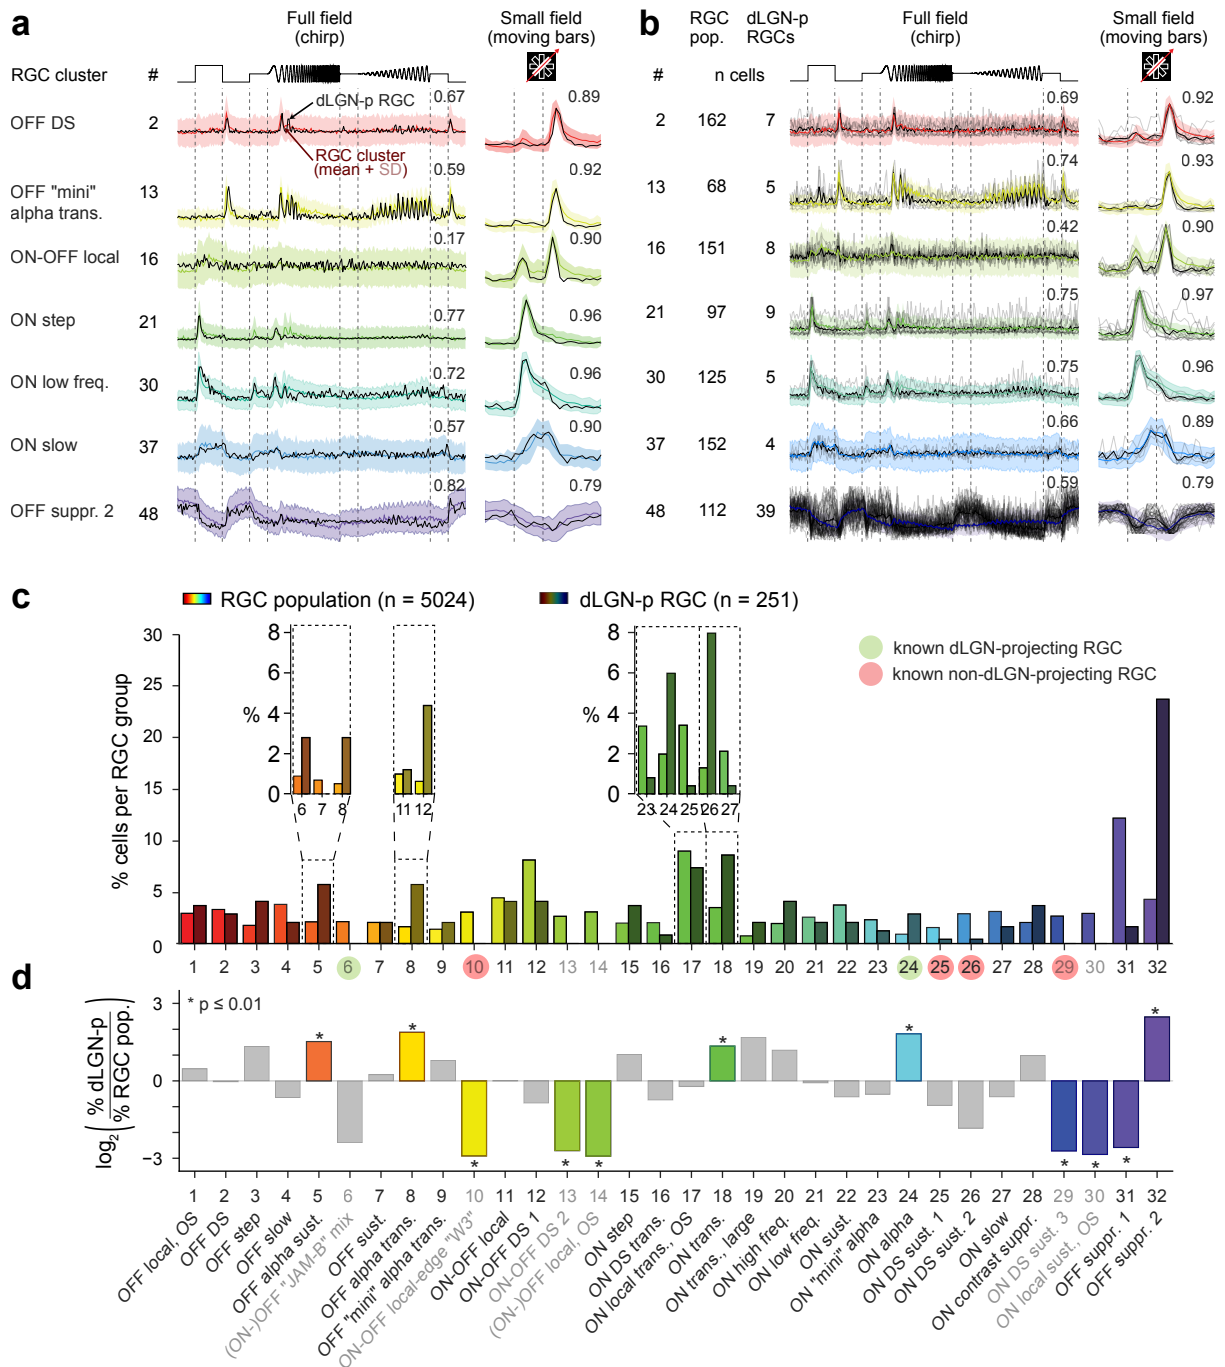 a
Full field
(chirp)
Small field
(moving bars)
RGC cluster
#
OFF DS
2
dLGN-p RGC
RGC cluster
(mean + SD)
0.67
0.89
OFF "mini"
alpha trans.
13
0.59
0.92
ON-OFF local
16
0.17
0.90
ON step
21
0.77
0.96
ON low freq.
30
0.72
0.96
ON slow
37
0.57
0.90
OFF suppr. 2
48
0.82
0.79
b
RGC
pop.
dLGN-p
RGCs
Full field
(chirp)
Small field
(moving bars)
#
n cells
2 162 7
0.69
0.92
13 68 5
0.74
0.93
16 151 8
0.42
0.90
21 97 9
0.75
0.97
30 125 5
0.75
0.96
37 152 4
0.66
0.89
48 112 39
0.59
0.79
c
RGC population (n = 5024)
dLGN-p RGC (n = 251)
known dLGN-projecting RGC
known non-dLGN-projecting RGC
% cells per RGC group
30
25
20
15
10
5
0
%
8
6
4
2
0
6 7 8
11 12
%
8
6
4
2
0
23 24 25 26 27
1 2 3 4 5 6 7 8 9 10 11 12 13 14 15 16 17 18 19 20 21 22 23 24 25 26 27 28 29 30 31 32
d
* p ≤ 0.01
log2 (% dLGN-p / % RGC pop.)
3
0
−3
* * * * * * * * * * *
1 2 3 4 5 6 7 8 9 10 11 12 13 14 15 16 17 18 19 20 21 22 23 24 25 26 27 28 29 30 31 32
OFF local, OS
OFF DS
OFF step
OFF slow
OFF alpha sust.
(ON-)OFF "JAM-B" mix
OFF sust.
OFF alpha trans.
OFF "mini" alpha trans.
ON-OFF local-edge "W3"
ON-OFF local
ON-OFF DS 1
ON-OFF DS 2
(ON-)OFF local, OS
ON step
ON DS trans.
ON local trans., OS
ON trans.
ON trans., large
ON high freq.
ON low freq.
ON sust.
ON "mini" alpha
ON alpha
ON DS sust. 1
ON DS sust. 2
ON slow
ON contrast suppr.
ON DS sust. 3
ON local sust., OS
OFF suppr. 1
OFF suppr. 2